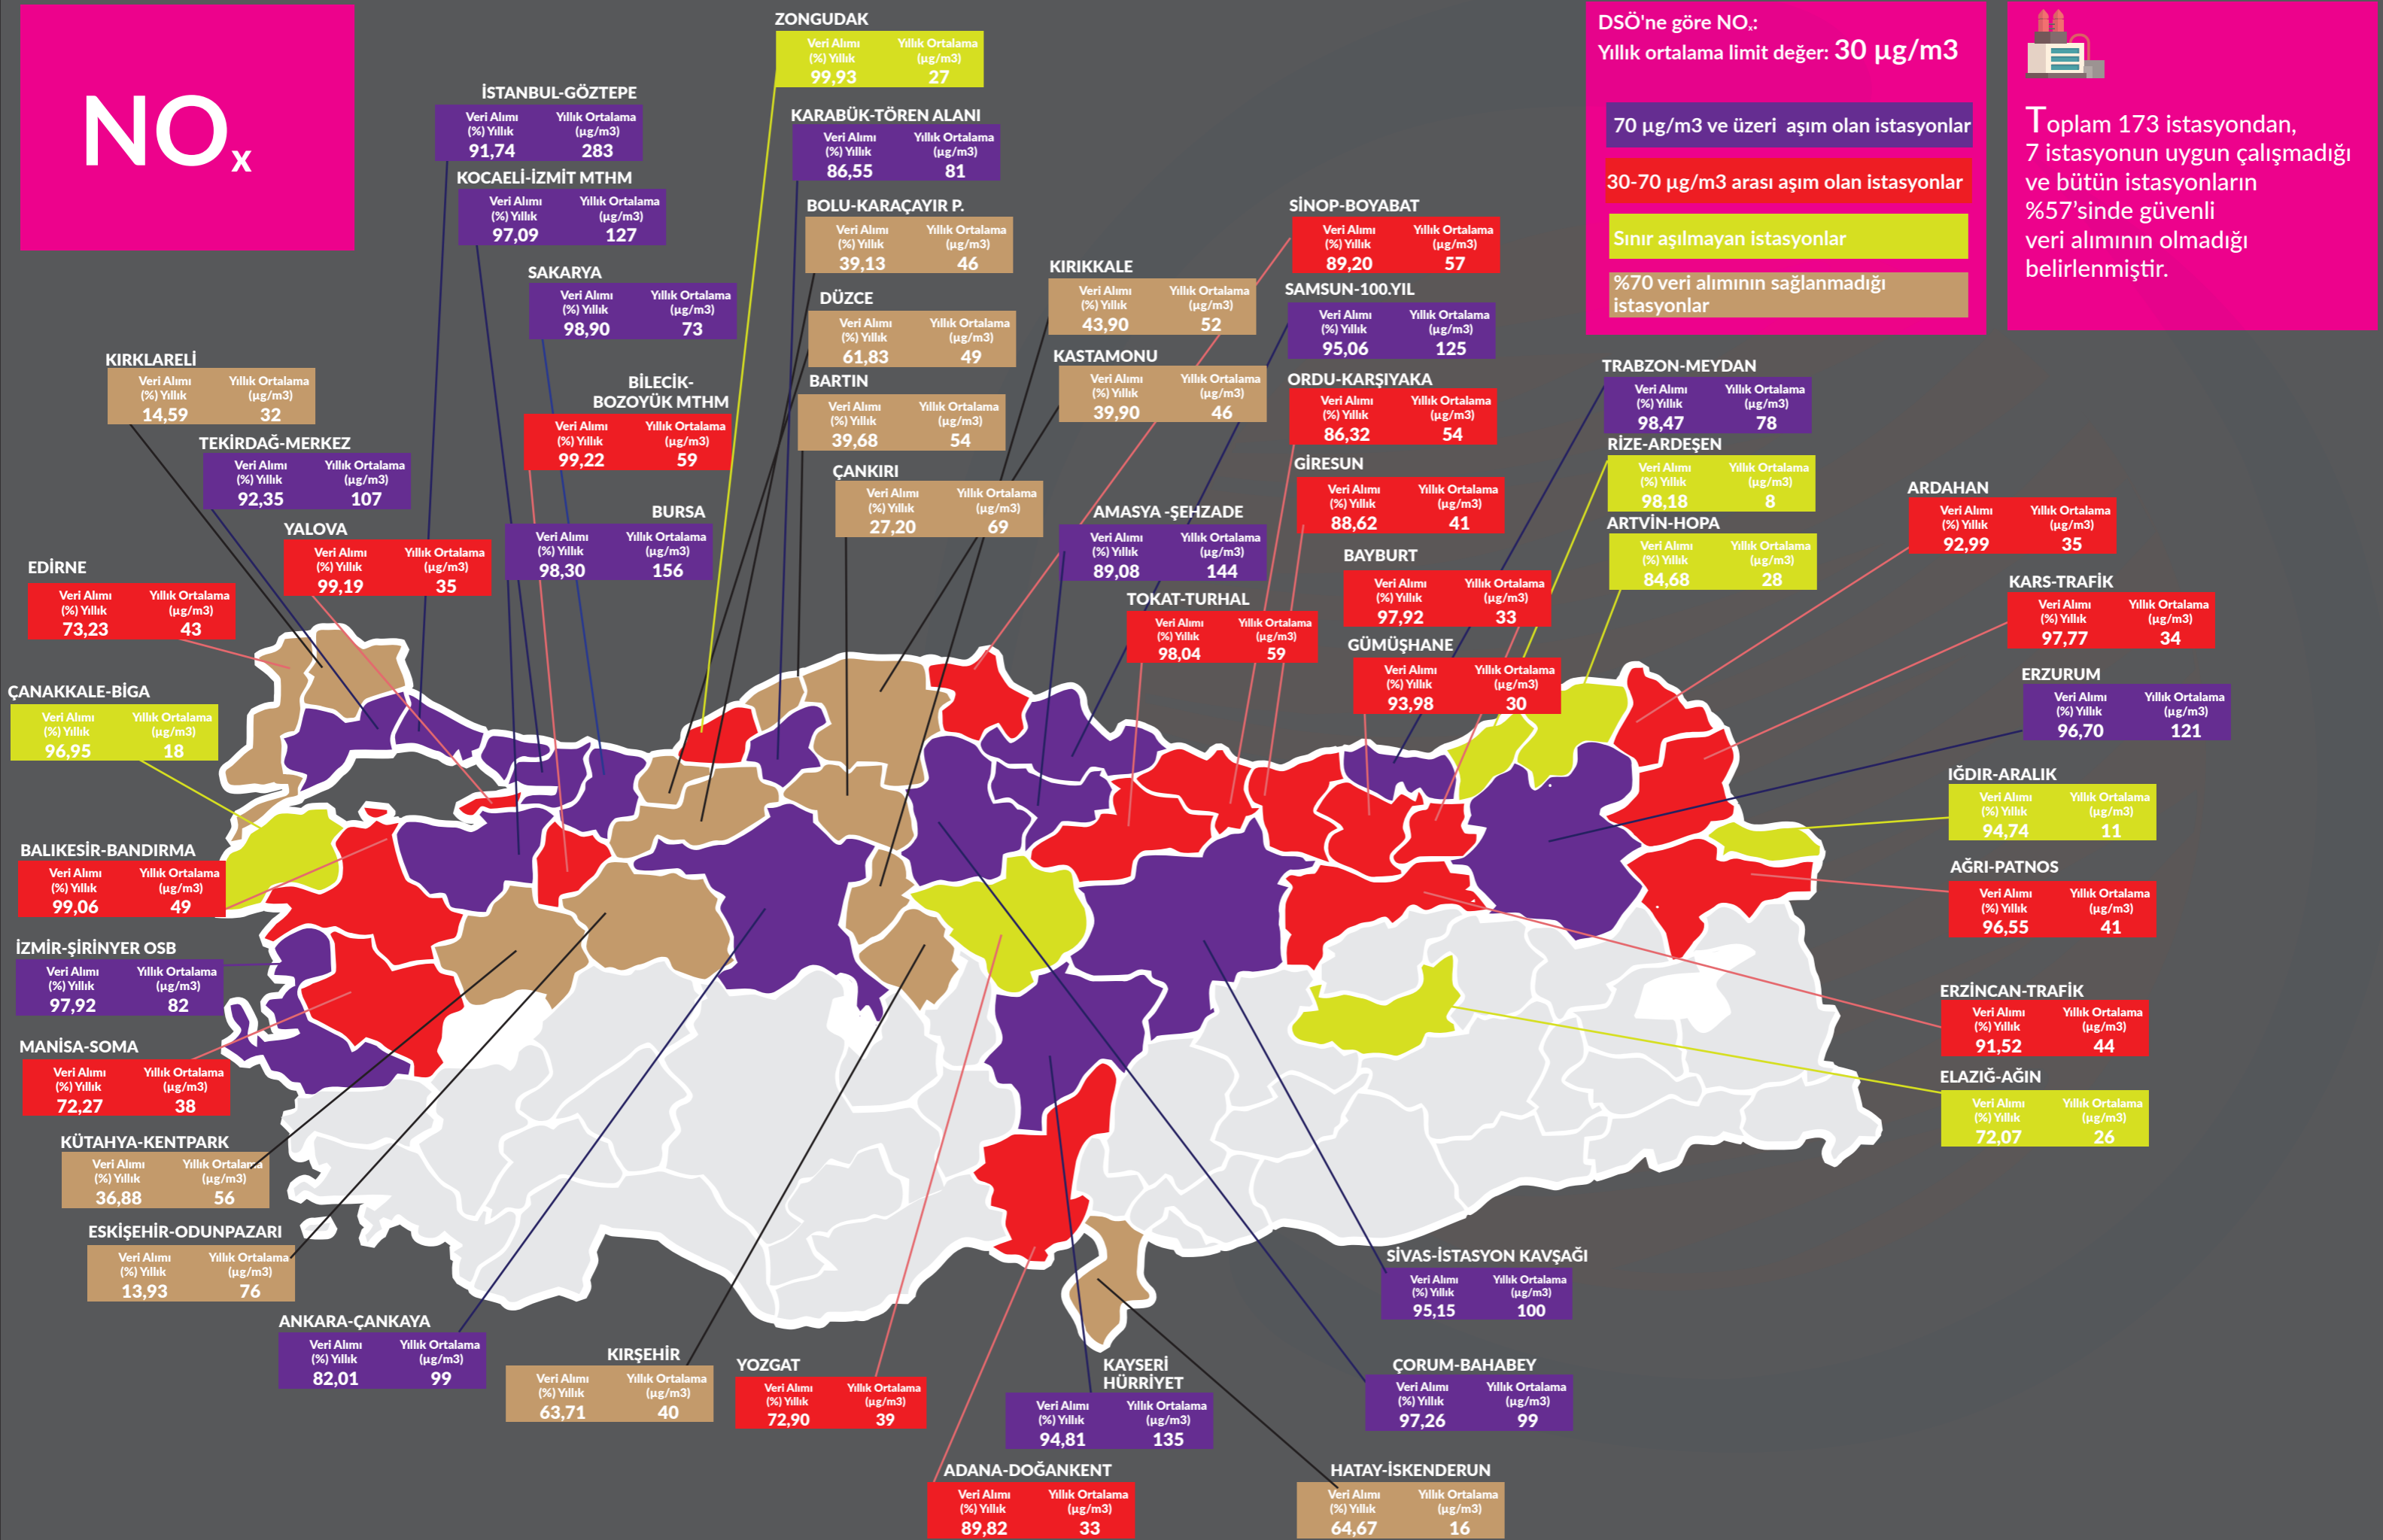 NOx
DSÖ'ne göre NOx:
Yıllık ortalama limit değer: 30 µg/m3
70 µg/m3 ve üzeri aşım olan istasyonlar
30-70 µg/m3 arası aşım olan istasyonlar
Sınır aşılmayan istasyonlar
%70 veri alımının sağlanmadığı
istasyonlar
Toplam 173 istasyondan,
7 istasyonun uygun çalışmadığı
ve bütün istasyonların
%57'sinde güvenli
veri alımının olmadığı
belirlenmiştir.
ZONGUDAK
Veri Alımı Yıllık Ortalama
(%) Yıllık (µg/m3)
99,93 27
İSTANBUL-GÖZTEPE
Veri Alımı Yıllık Ortalama
(%) Yıllık (µg/m3)
91,74 283
KARABÜK-TÖREN ALANI
Veri Alımı Yıllık Ortalama
(%) Yıllık (µg/m3)
86,55 81
KOCAELİ-İZMİT MTHM
Veri Alımı Yıllık Ortalama
(%) Yıllık (µg/m3)
97,09 127
BOLU-KARAÇAYIR P.
Veri Alımı Yıllık Ortalama
(%) Yıllık (µg/m3)
39,13 46
SİNOP-BOYABAT
Veri Alımı Yıllık Ortalama
(%) Yıllık (µg/m3)
89,20 57
SAKARYA
Veri Alımı Yıllık Ortalama
(%) Yıllık (µg/m3)
98,90 73
KIRIKKALE
Veri Alımı Yıllık Ortalama
(%) Yıllık (µg/m3)
43,90 52
DÜZCE
Veri Alımı Yıllık Ortalama
(%) Yıllık (µg/m3)
61,83 49
SAMSUN-100.YIL
Veri Alımı Yıllık Ortalama
(%) Yıllık (µg/m3)
95,06 125
KIRKLARELİ
Veri Alımı Yıllık Ortalama
(%) Yıllık (µg/m3)
14,59 32
BİLECİK-
BOZOYÜK MTHM
Veri Alımı Yıllık Ortalama
(%) Yıllık (µg/m3)
99,22 59
BARTIN
Veri Alımı Yıllık Ortalama
(%) Yıllık (µg/m3)
39,68 54
KASTAMONU
Veri Alımı Yıllık Ortalama
(%) Yıllık (µg/m3)
39,90 46
ORDU-KARŞIYAKA
Veri Alımı Yıllık Ortalama
(%) Yıllık (µg/m3)
86,32 54
TRABZON-MEYDAN
Veri Alımı Yıllık Ortalama
(%) Yıllık (µg/m3)
98,47 78
TEKİRDAĞ-MERKEZ
Veri Alımı Yıllık Ortalama
(%) Yıllık (µg/m3)
92,35 107
RİZE-ARDEŞEN
Veri Alımı Yıllık Ortalama
(%) Yıllık (µg/m3)
98,18 8
ÇANKIRI
Veri Alımı Yıllık Ortalama
(%) Yıllık (µg/m3)
27,20 69
GİRESUN
Veri Alımı Yıllık Ortalama
(%) Yıllık (µg/m3)
88,62 41
ARDAHAN
Veri Alımı Yıllık Ortalama
(%) Yıllık (µg/m3)
92,99 35
YALOVA
Veri Alımı Yıllık Ortalama
(%) Yıllık (µg/m3)
99,19 35
BURSA
Veri Alımı Yıllık Ortalama
(%) Yıllık (µg/m3)
98,30 156
AMASYA -ŞEHZADE
Veri Alımı Yıllık Ortalama
(%) Yıllık (µg/m3)
89,08 144
ARTVİN-HOPA
Veri Alımı Yıllık Ortalama
(%) Yıllık (µg/m3)
84,68 28
EDİRNE
Veri Alımı Yıllık Ortalama
(%) Yıllık (µg/m3)
73,23 43
BAYBURT
Veri Alımı Yıllık Ortalama
(%) Yıllık (µg/m3)
97,92 33
KARS-TRAFİK
Veri Alımı Yıllık Ortalama
(%) Yıllık (µg/m3)
97,77 34
TOKAT-TURHAL
Veri Alımı Yıllık Ortalama
(%) Yıllık (µg/m3)
98,04 59
GÜMÜŞHANE
Veri Alımı Yıllık Ortalama
(%) Yıllık (µg/m3)
93,98 30
ÇANAKKALE-BİGA
Veri Alımı Yıllık Ortalama
(%) Yıllık (µg/m3)
96,95 18
ERZURUM
Veri Alımı Yıllık Ortalama
(%) Yıllık (µg/m3)
96,70 121
IĞDIR-ARALIK
Veri Alımı Yıllık Ortalama
(%) Yıllık (µg/m3)
94,74 11
BALIKESİR-BANDIRMA
Veri Alımı Yıllık Ortalama
(%) Yıllık (µg/m3)
99,06 49
AĞRI-PATNOS
Veri Alımı Yıllık Ortalama
(%) Yıllık (µg/m3)
96,55 41
İZMİR-ŞİRİNYER OSB
Veri Alımı Yıllık Ortalama
(%) Yıllık (µg/m3)
97,92 82
ERZİNCAN-TRAFİK
Veri Alımı Yıllık Ortalama
(%) Yıllık (µg/m3)
91,52 44
MANİSA-SOMA
Veri Alımı Yıllık Ortalama
(%) Yıllık (µg/m3)
72,27 38
ELAZIĞ-AĞIN
Veri Alımı Yıllık Ortalama
(%) Yıllık (µg/m3)
72,07 26
KÜTAHYA-KENTPARK
Veri Alımı Yıllık Ortalama
(%) Yıllık (µg/m3)
36,88 56
ESKİŞEHİR-ODUNPAZARI
Veri Alımı Yıllık Ortalama
(%) Yıllık (µg/m3)
13,93 76
SİVAS-İSTASYON KAVŞAĞI
Veri Alımı Yıllık Ortalama
(%) Yıllık (µg/m3)
95,15 100
ANKARA-ÇANKAYA
Veri Alımı Yıllık Ortalama
(%) Yıllık (µg/m3)
82,01 99
KIRŞEHİR
Veri Alımı Yıllık Ortalama
(%) Yıllık (µg/m3)
63,71 40
YOZGAT
Veri Alımı Yıllık Ortalama
(%) Yıllık (µg/m3)
72,90 39
KAYSERİ
HÜRRİYET
Veri Alımı Yıllık Ortalama
(%) Yıllık (µg/m3)
94,81 135
ÇORUM-BAHABEY
Veri Alımı Yıllık Ortalama
(%) Yıllık (µg/m3)
97,26 99
ADANA-DOĞANKENT
Veri Alımı Yıllık Ortalama
(%) Yıllık (µg/m3)
89,82 33
HATAY-İSKENDERUN
Veri Alımı Yıllık Ortalama
(%) Yıllık (µg/m3)
64,67 16